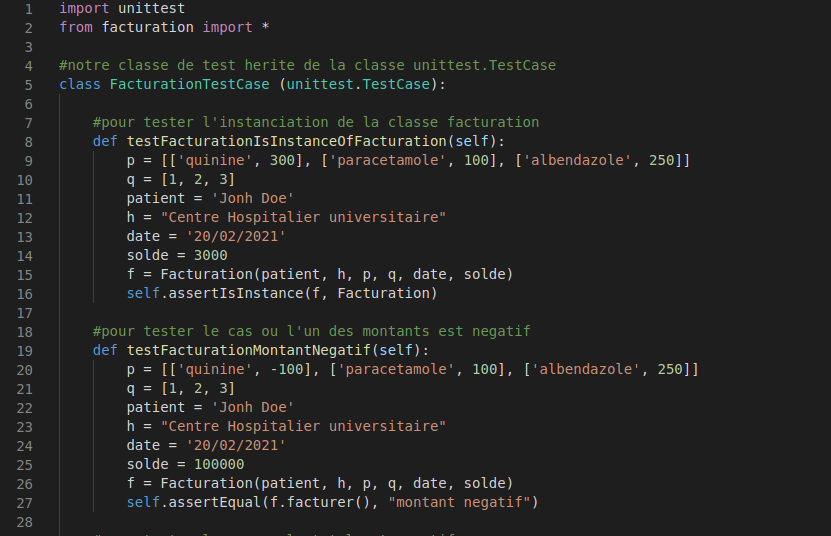 1 import unittest
2 from facturation import *
3
4 #notre classe de test herite de la classe unittest.TestCase
5 class FacturationTestCase (unittest.TestCase):
6
7 #pour tester l'instanciation de la classe facturation
8 def testFacturationIsInstanceOfFacturation(self):
9 p = [['quinine', 300], ['paracetamole', 100], ['albendazole', 250]]
10 q = [1, 2, 3]
11 patient = 'Jonh Doe'
12 h = "Centre Hospitalier universitaire"
13 date = '20/02/2021'
14 solde = 3000
15 f = Facturation(patient, h, p, q, date, solde)
16 self.assertIsInstance(f, Facturation)
17
18 #pour tester le cas ou l'un des montants est negatif
19 def testFacturationMontantNegatif(self):
20 p = [['quinine', -100], ['paracetamole', 100], ['albendazole', 250]]
21 q = [1, 2, 3]
22 patient = 'Jonh Doe'
23 h = "Centre Hospitalier universitaire"
24 date = '20/02/2021'
25 solde = 100000
26 f = Facturation(patient, h, p, q, date, solde)
27 self.assertEqual(f.facturer(), "montant negatif")
28